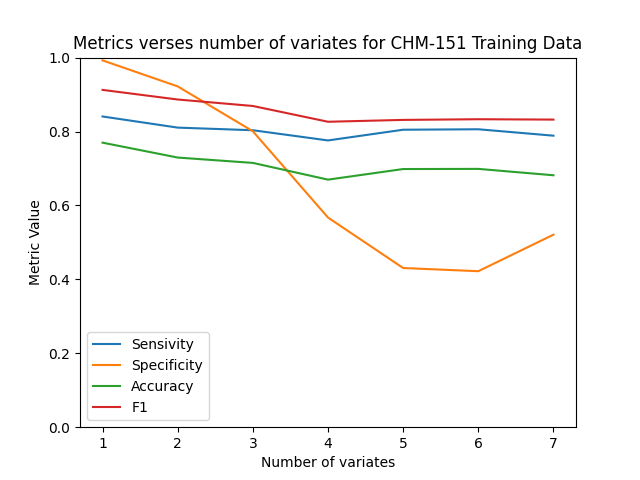 Metrics verses number of variates for CHM-151 Training Data
1.0
0.8
0.6
0.4
0.2
0.0
Metric Value
Sensivity
Specificity
Accuracy
F1
1 2 3 4 5 6 7
Number of variates